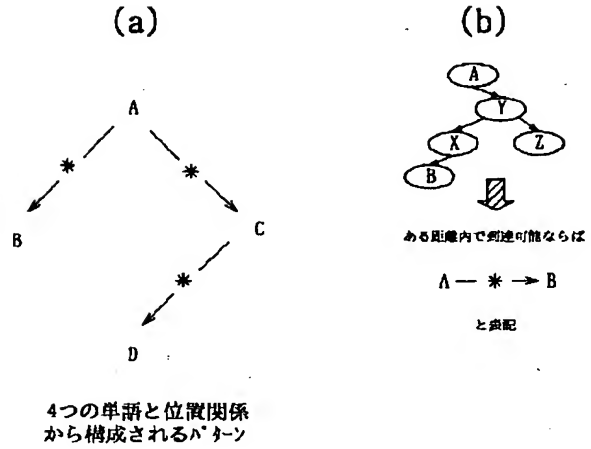 (a)
A
*
*
B
C
*
D
4つの単語と位置関係
から構成されるパターン
(b)
A
Y
X
Z
B
ある距離内で到達可能ならば
A — * → B
と表記